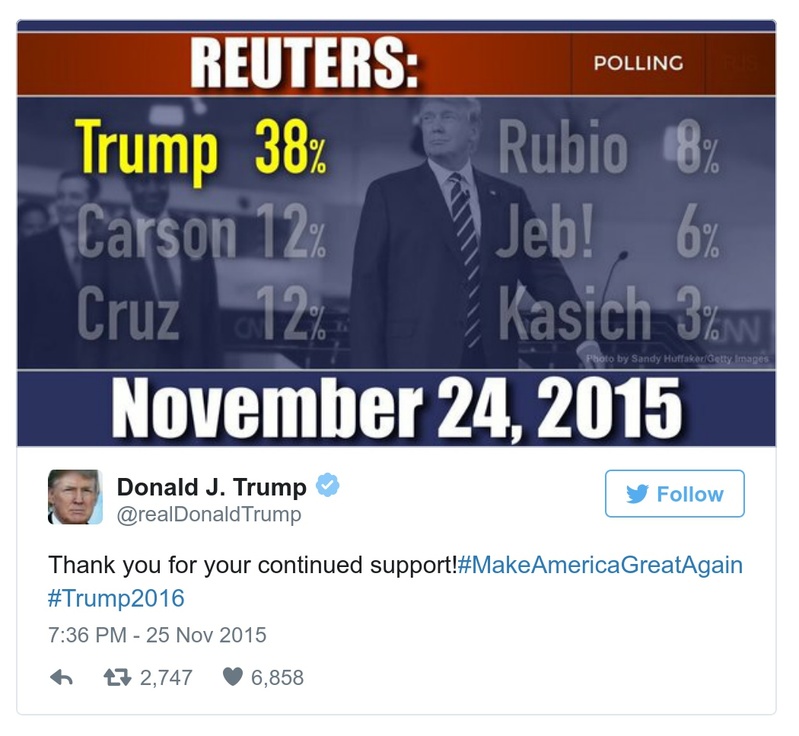 REUTERS:
POLLING
Trump 38%
Carson 12%
Cruz 12%
Rubio 8%
Jeb! 6%
Kasich 3%
CNN
Photo by Sandy Huffaker/Getty Images
November 24, 2015
Donald J. Trump
@realDonaldTrump
Follow
Thank you for your continued support!#MakeAmericaGreatAgain
#Trump2016
7:36 PM - 25 Nov 2015
2,747 6,858